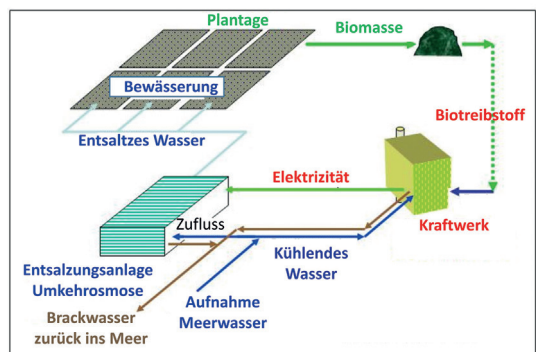 Plantage
Biomasse
Bewässerung
Biotreibstoff
Entsaltzes Wasser
Elektrizität
Kraftwerk
Zufluss
Kühlendes
Wasser
Entsalzungsanlage
Umkehrosmose
Aufnahme
Meerwasser
Brackwasser
zurück ins Meer